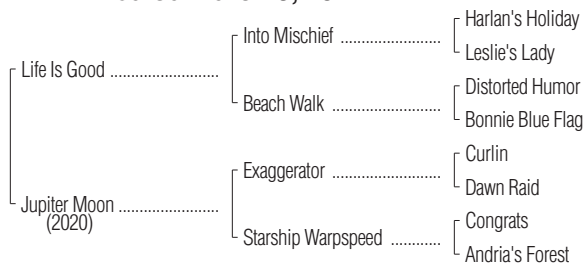 Harlan's Holiday
Into Mischief
Leslie's Lady
Life Is Good
Distorted Humor
Beach Walk
Bonnie Blue Flag
Curlin
Exaggerator
Dawn Raid
Jupiter Moon
(2020)
Congrats
Starship Warpspeed
Andria's Forest